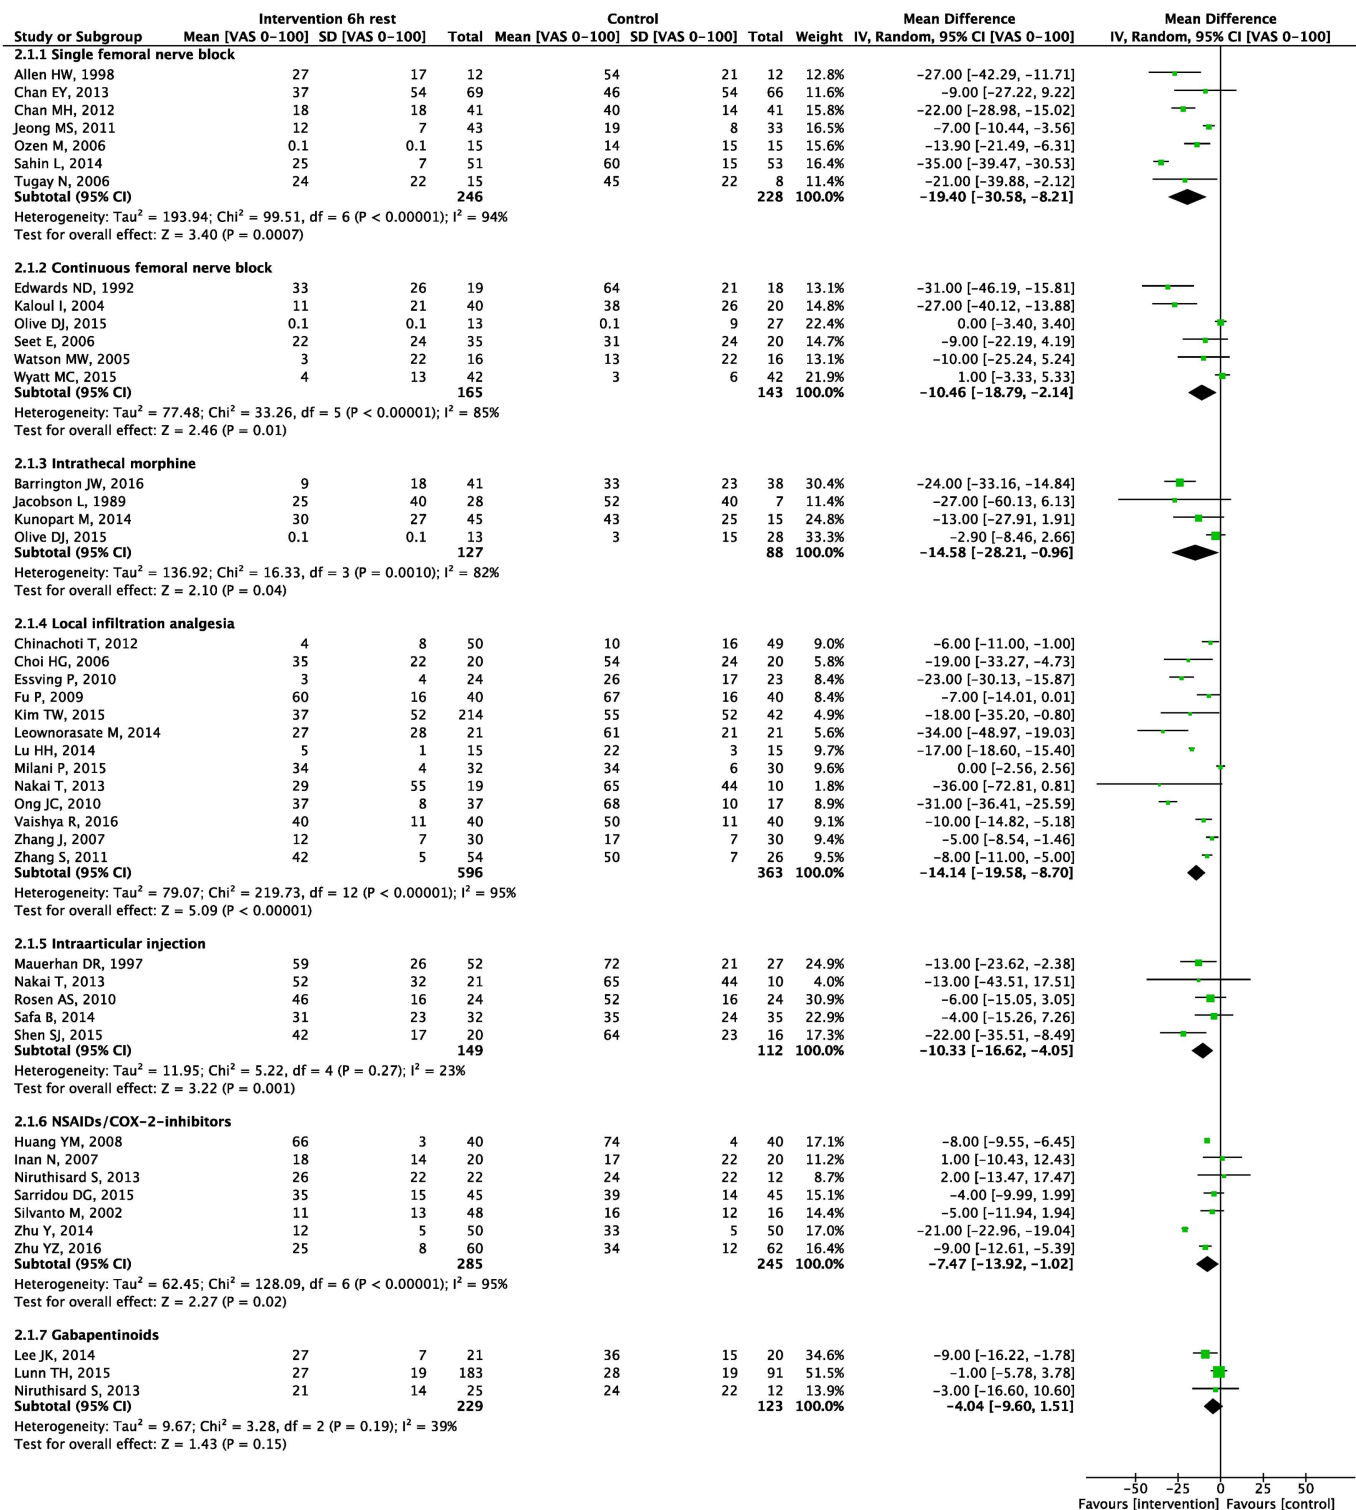 Intervention 6h rest Control Mean Difference Mean Difference
Study or Subgroup Mean [VAS 0-100] SD [VAS 0-100] Total Mean [VAS 0-100] SD [VAS 0-100] Total Weight IV, Random, 95% CI [VAS 0-100] IV, Random, 95% CI [VAS 0-100]
2.1.1 Single femoral nerve block
Allen HW, 1998 27 17 12 54 21 12 12.8% -27.00 [-42.29, -11.71]
Chan EY, 2013 37 54 69 46 54 66 11.6% -9.00 [-27.22, 9.22]
Chan MH, 2012 18 18 41 40 14 41 15.8% -22.00 [-28.98, -15.02]
Jeong MS, 2011 12 7 43 19 8 33 16.5% -7.00 [-10.44, -3.56]
Ozen M, 2006 0.1 0.1 15 14 15 15 15.6% -13.90 [-21.49, -6.31]
Sahin L, 2014 25 7 51 60 15 53 16.4% -35.00 [-39.47, -30.53]
Tugay N, 2006 24 22 15 45 22 8 11.4% -21.00 [-39.88, -2.12]
Subtotal (95% CI) 246 228 100.0% -19.40 [-30.58, -8.21]
Heterogeneity: Tau² = 193.94; Chi² = 99.51, df = 6 (P < 0.00001); I² = 94%
Test for overall effect: Z = 3.40 (P = 0.0007)
2.1.2 Continuous femoral nerve block
Edwards ND, 1992 33 26 19 64 21 18 13.1% -31.00 [-46.19, -15.81]
Kaloul I, 2004 11 21 40 38 26 20 14.8% -27.00 [-40.12, -13.88]
Olive DJ, 2015 0.1 0.1 13 0.1 9 27 22.4% 0.00 [-3.40, 3.40]
Seet E, 2006 22 24 35 31 24 20 14.7% -9.00 [-22.19, 4.19]
Watson MW, 2005 3 22 16 13 22 16 13.1% -10.00 [-25.24, 5.24]
Wyatt MC, 2015 4 13 42 3 6 42 21.9% 1.00 [-3.33, 5.33]
Subtotal (95% CI) 165 143 100.0% -10.46 [-18.79, -2.14]
Heterogeneity: Tau² = 77.48; Chi² = 33.26, df = 5 (P < 0.00001); I² = 85%
Test for overall effect: Z = 2.46 (P = 0.01)
2.1.3 Intrathecal morphine
Barrington JW, 2016 9 18 41 33 23 38 30.4% -24.00 [-33.16, -14.84]
Jacobson L, 1989 25 40 28 52 40 7 11.4% -27.00 [-60.13, 6.13]
Kunopart M, 2014 30 27 45 43 25 15 24.8% -13.00 [-27.91, 1.91]
Olive DJ, 2015 0.1 0.1 13 3 15 28 33.3% -2.90 [-8.46, 2.66]
Subtotal (95% CI) 127 88 100.0% -14.58 [-28.21, -0.96]
Heterogeneity: Tau² = 136.92; Chi² = 16.33, df = 3 (P = 0.0010); I² = 82%
Test for overall effect: Z = 2.10 (P = 0.04)
2.1.4 Local infiltration analgesia
Chinachoti T, 2012 4 8 50 10 16 49 9.0% -6.00 [-11.00, -1.00]
Choi HG, 2006 35 22 20 54 24 20 5.8% -19.00 [-33.27, -4.73]
Essving P, 2010 3 4 24 26 17 23 8.4% -23.00 [-30.13, -15.87]
Fu P, 2009 60 16 40 67 16 40 8.4% -7.00 [-14.01, 0.01]
Kim TW, 2015 37 52 214 55 52 42 4.9% -18.00 [-35.20, -0.80]
Leownorasate M, 2014 27 28 21 61 21 21 5.6% -34.00 [-48.97, -19.03]
Lu HH, 2014 5 1 15 22 3 15 9.7% -17.00 [-18.60, -15.40]
Milani P, 2015 34 4 32 34 6 30 9.6% 0.00 [-2.56, 2.56]
Nakai T, 2013 29 55 19 65 44 10 1.8% -36.00 [-72.81, 0.81]
Ong JC, 2010 37 8 37 68 10 17 8.9% -31.00 [-36.41, -25.59]
Vaishya R, 2016 40 11 40 50 11 40 9.1% -10.00 [-14.82, -5.18]
Zhang J, 2007 12 7 30 17 7 30 9.4% -5.00 [-8.54, -1.46]
Zhang S, 2011 42 5 54 50 7 26 9.5% -8.00 [-11.00, -5.00]
Subtotal (95% CI) 596 363 100.0% -14.14 [-19.58, -8.70]
Heterogeneity: Tau² = 79.07; Chi² = 219.73, df = 12 (P < 0.00001); I² = 95%
Test for overall effect: Z = 5.09 (P < 0.00001)
2.1.5 Intraarticular injection
Mauerhan DR, 1997 59 26 52 72 21 27 24.9% -13.00 [-23.62, -2.38]
Nakai T, 2013 52 32 21 65 44 10 4.0% -13.00 [-43.51, 17.51]
Rosen AS, 2010 46 16 24 52 16 24 30.9% -6.00 [-15.05, 3.05]
Safa B, 2014 31 23 32 35 24 35 22.9% -4.00 [-15.26, 7.26]
Shen SJ, 2015 42 17 20 64 23 16 17.3% -22.00 [-35.51, -8.49]
Subtotal (95% CI) 149 112 100.0% -10.33 [-16.62, -4.05]
Heterogeneity: Tau² = 11.95; Chi² = 5.22, df = 4 (P = 0.27); I² = 23%
Test for overall effect: Z = 3.22 (P = 0.001)
2.1.6 NSAIDs/COX-2-inhibitors
Huang YM, 2008 66 3 40 74 4 40 17.1% -8.00 [-9.55, -6.45]
Inan N, 2007 18 14 20 17 22 20 11.2% 1.00 [-10.43, 12.43]
Niruthisard S, 2013 26 22 22 24 22 12 8.7% 2.00 [-13.47, 17.47]
Sarridou DG, 2015 35 15 45 39 14 45 15.1% -4.00 [-9.99, 1.99]
Silvanto M, 2002 11 13 48 16 12 16 14.4% -5.00 [-11.94, 1.94]
Zhu Y, 2014 12 5 50 33 5 50 17.0% -21.00 [-22.96, -19.04]
Zhu YZ, 2016 25 8 60 34 12 62 16.4% -9.00 [-12.61, -5.39]
Subtotal (95% CI) 285 245 100.0% -7.47 [-13.92, -1.02]
Heterogeneity: Tau² = 62.45; Chi² = 128.09, df = 6 (P < 0.00001); I² = 95%
Test for overall effect: Z = 2.27 (P = 0.02)
2.1.7 Gabapentinoids
Lee JK, 2014 27 7 21 36 15 20 34.6% -9.00 [-16.22, -1.78]
Lunn TH, 2015 27 19 183 28 19 91 51.5% -1.00 [-5.78, 3.78]
Niruthisard S, 2013 21 14 25 24 22 12 13.9% -3.00 [-16.60, 10.60]
Subtotal (95% CI) 229 123 100.0% -4.04 [-9.60, 1.51]
Heterogeneity: Tau² = 9.67; Chi² = 3.28, df = 2 (P = 0.19); I² = 39%
Test for overall effect: Z = 1.43 (P = 0.15)
-50 -25 0 25 50
Favours [intervention] Favours [control]